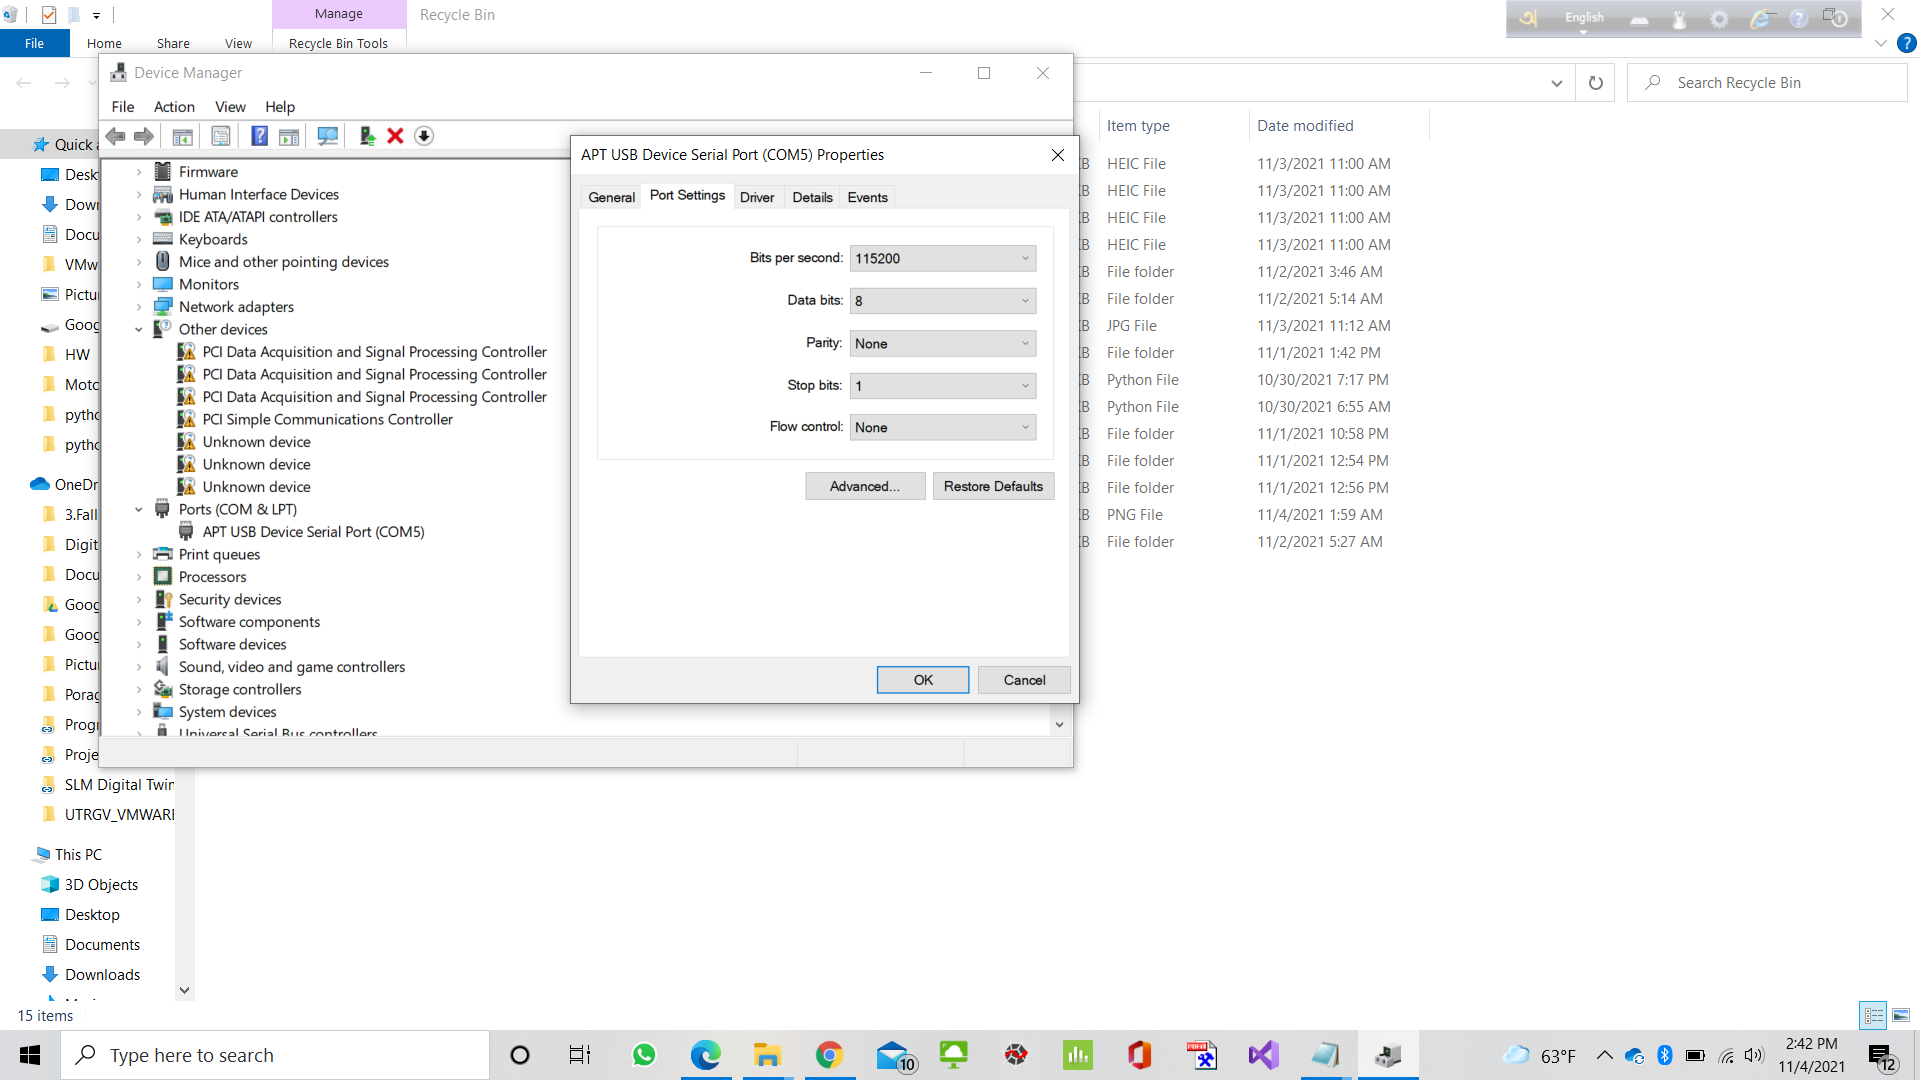 Manage
Recycle Bin
English
File
Home
Share
View
Recycle Bin Tools
Device Manager
Search Recycle Bin
File
Action
View
Help
Item type
Date modified
Quick a
Desk
Down
Docu
VMw
Pictu
Goog
HW
Moto
pytho
pytho
OneDr
3.Fall
Digit
Docu
Goog
Goog
Pictu
Porag
Progr
Proje
SLM Digital Twin
UTRGV_VMWARE
This PC
3D Objects
Desktop
Documents
Downloads
15 items
Firmware
Human Interface Devices
IDE ATA/ATAPI controllers
Keyboards
Mice and other pointing devices
Monitors
Network adapters
Other devices
PCI Data Acquisition and Signal Processing Controller
PCI Data Acquisition and Signal Processing Controller
PCI Data Acquisition and Signal Processing Controller
PCI Simple Communications Controller
Unknown device
Unknown device
Unknown device
Ports (COM & LPT)
APT USB Device Serial Port (COM5)
Print queues
Processors
Security devices
Software components
Software devices
Sound, video and game controllers
Storage controllers
System devices
Universal Serial Bus controllers
APT USB Device Serial Port (COM5) Properties
General
Port Settings
Driver
Details
Events
Bits per second: 115200
Data bits: 8
Parity: None
Stop bits: 1
Flow control: None
Advanced...
Restore Defaults
OK
Cancel
KB HEIC File 11/3/2021 11:00 AM
KB HEIC File 11/3/2021 11:00 AM
KB HEIC File 11/3/2021 11:00 AM
KB HEIC File 11/3/2021 11:00 AM
KB File folder 11/2/2021 3:46 AM
KB File folder 11/2/2021 5:14 AM
KB JPG File 11/3/2021 11:12 AM
KB File folder 11/1/2021 1:42 PM
KB Python File 10/30/2021 7:17 PM
KB Python File 10/30/2021 6:55 AM
KB File folder 11/1/2021 10:58 PM
KB File folder 11/1/2021 12:54 PM
KB File folder 11/1/2021 12:56 PM
KB PNG File 11/4/2021 1:59 AM
KB File folder 11/2/2021 5:27 AM
Type here to search
10
63°F
2:42 PM
11/4/2021
12